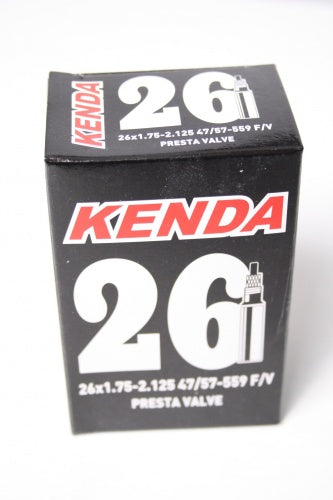 KENDA
26
26x1.75-2.125 47/57-559 F/V
PRESTA VALVE
KENDA
26
26x1.75-2.125 47/57-559 F/V
PRESTA VALVE